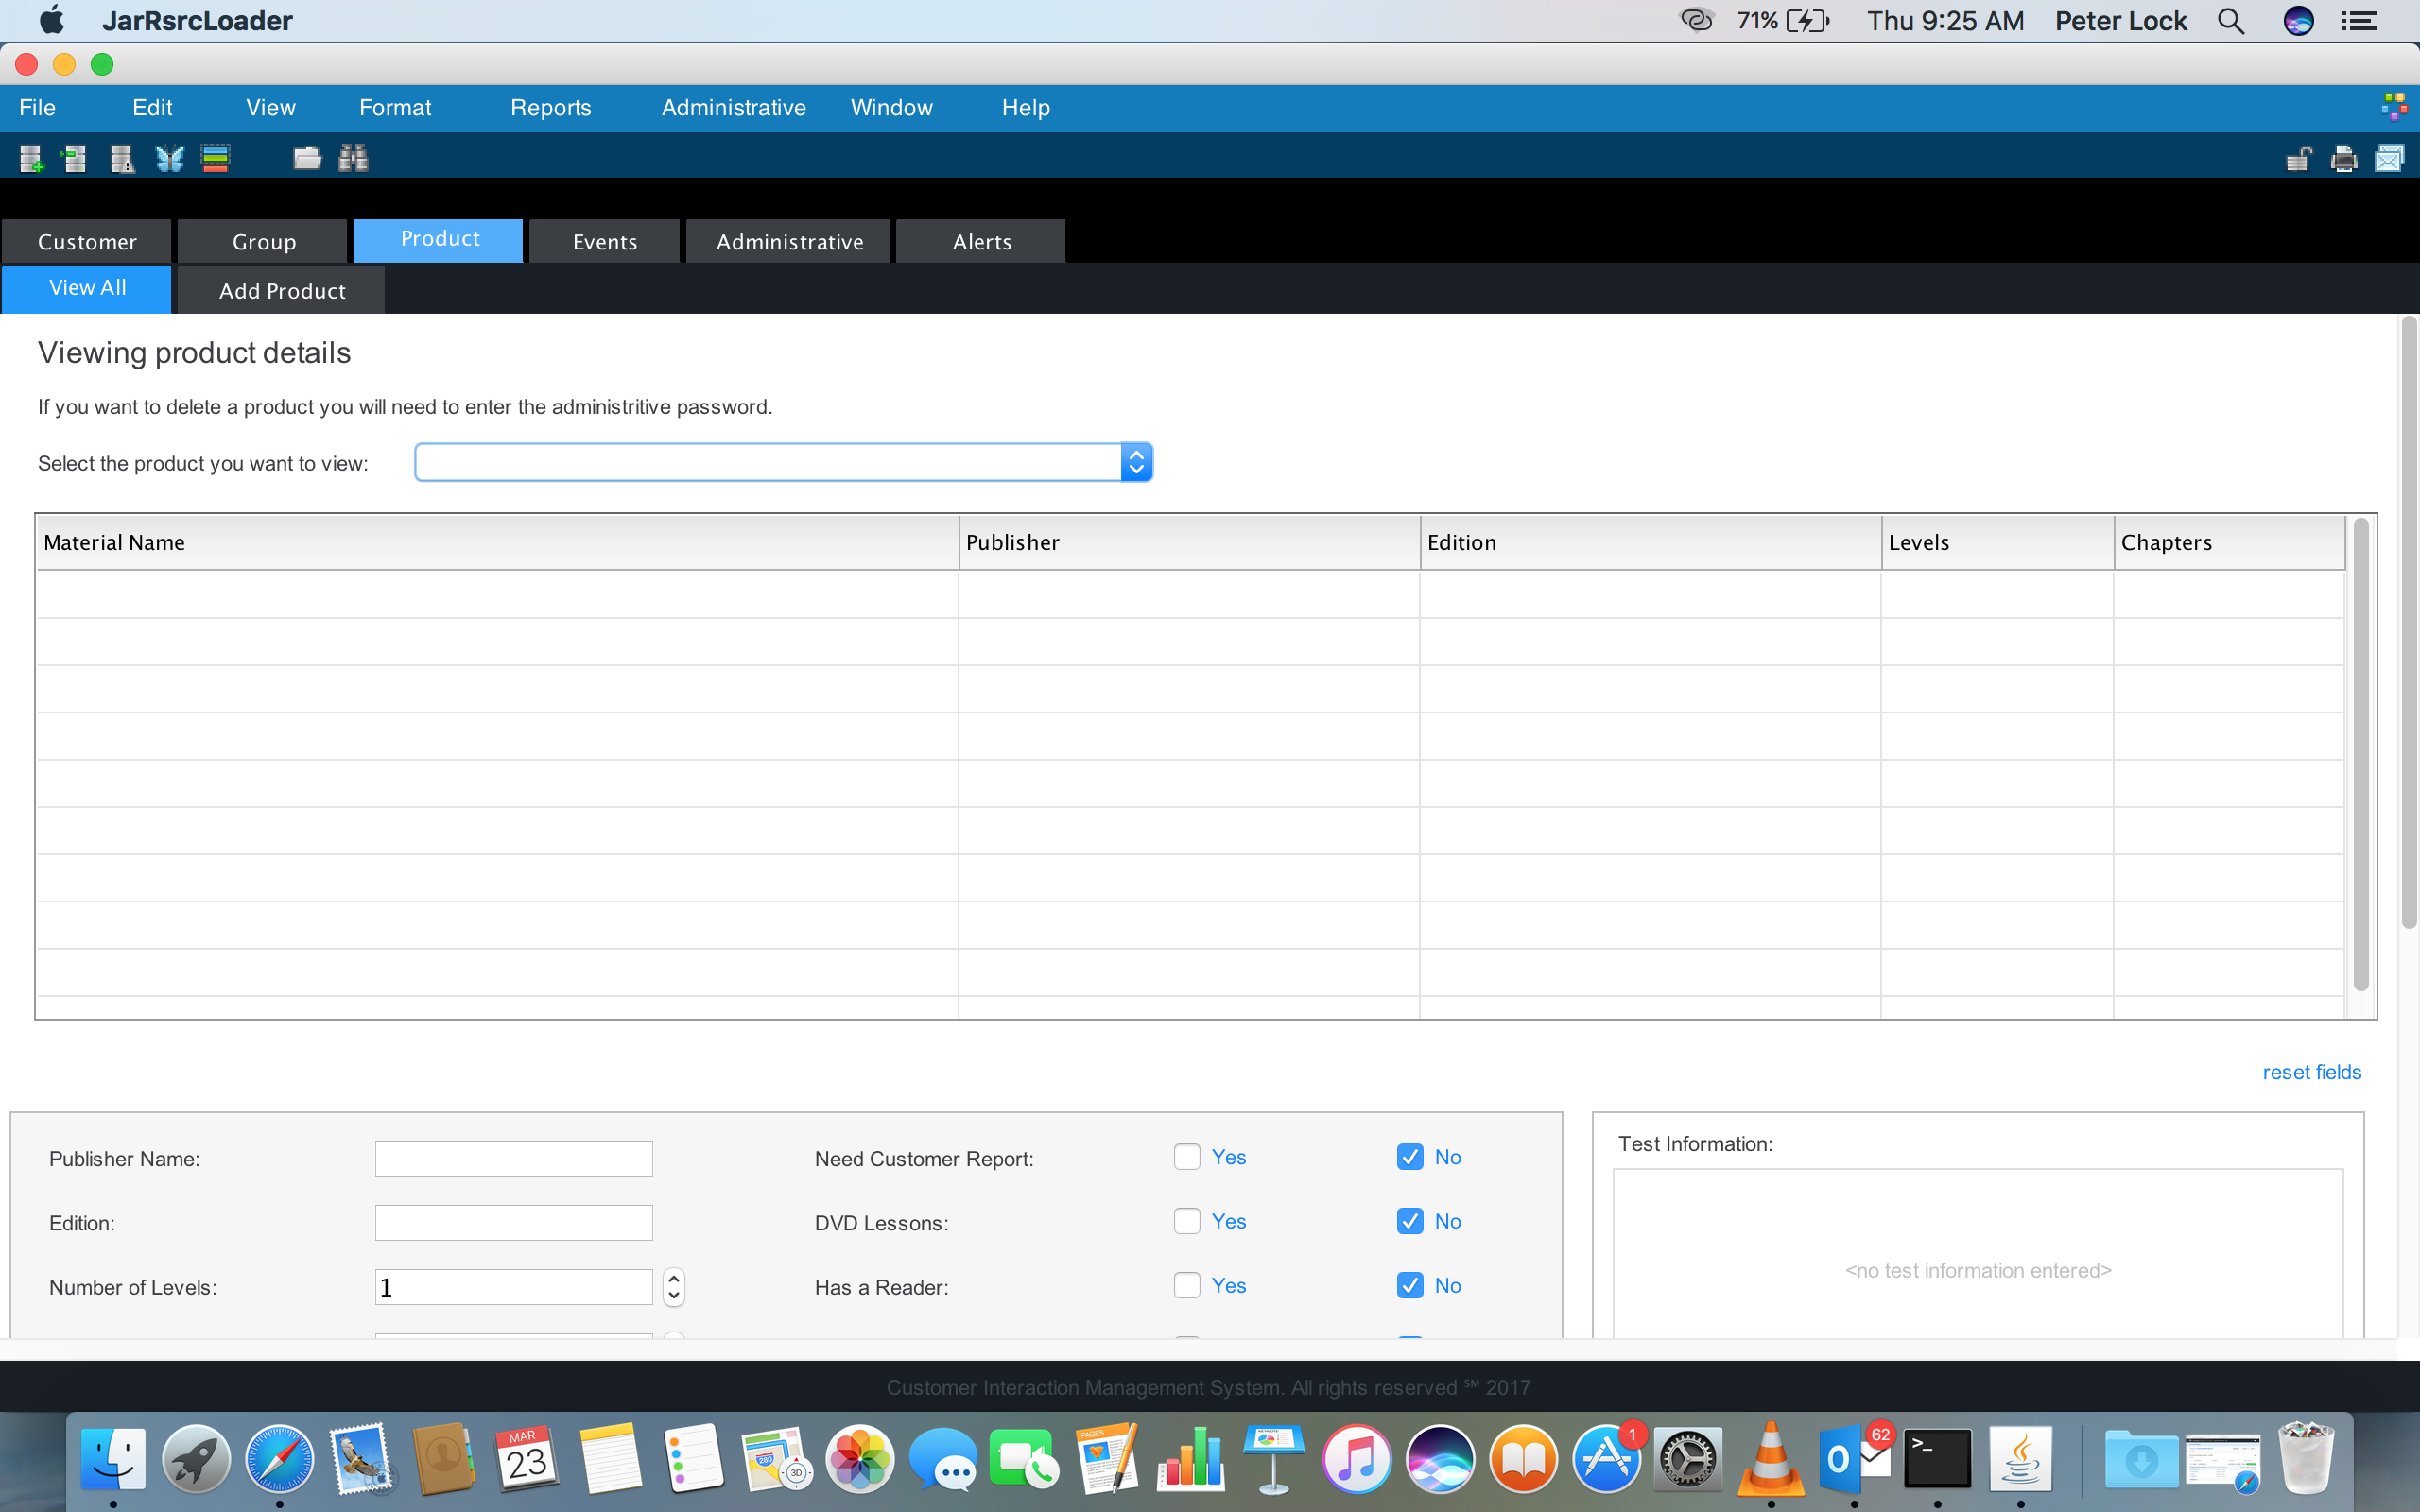 JarRsrcLoader 71% Thu 9:25 AM Peter Lock
File Edit View Format Reports Administrative Window Help
Customer Group Product Events Administrative Alerts
View All Add Product
Viewing product details
If you want to delete a product you will need to enter the administritive password.
Select the product you want to view:
Material Name Publisher Edition Levels Chapters
reset fields
Publisher Name: Need Customer Report: Yes No Test Information:
Edition: DVD Lessons: Yes No
<no test information entered>
Number of Levels: 1 Has a Reader: Yes No
Customer Interaction Management System. All rights reserved ℠ 2017
MAR
23
280
3D
PAGES
1
O
62
>_